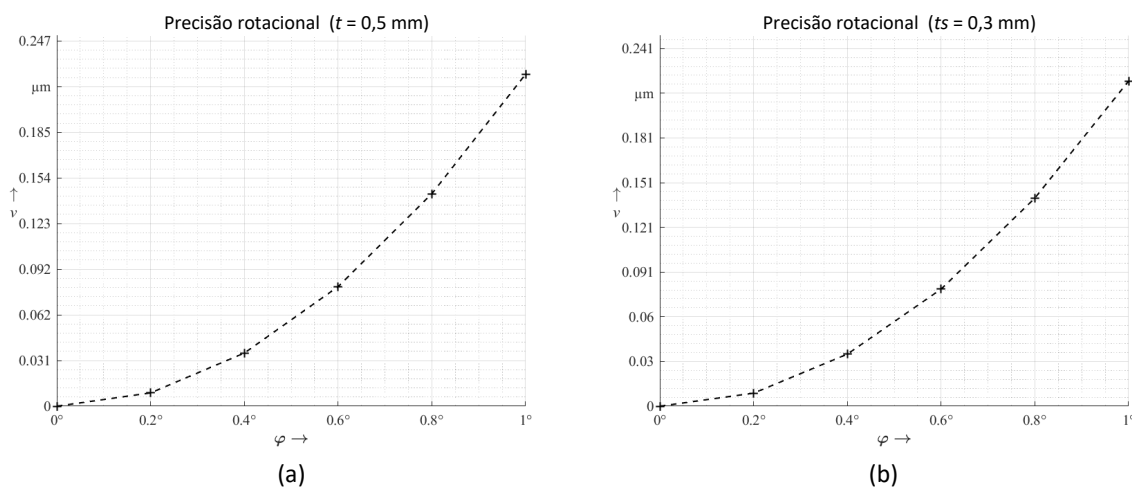 Precisão rotacional (t = 0,5 mm)
0.247
µm
0.185
0.154
0.123
0.092
0.062
0.031
0
v →
0° 0.2° 0.4° 0.6° 0.8° 1°
φ →
(a)
Precisão rotacional (ts = 0,3 mm)
0.241
µm
0.181
0.151
0.121
0.091
0.06
0.03
0
v →
0° 0.2° 0.4° 0.6° 0.8° 1°
φ →
(b)